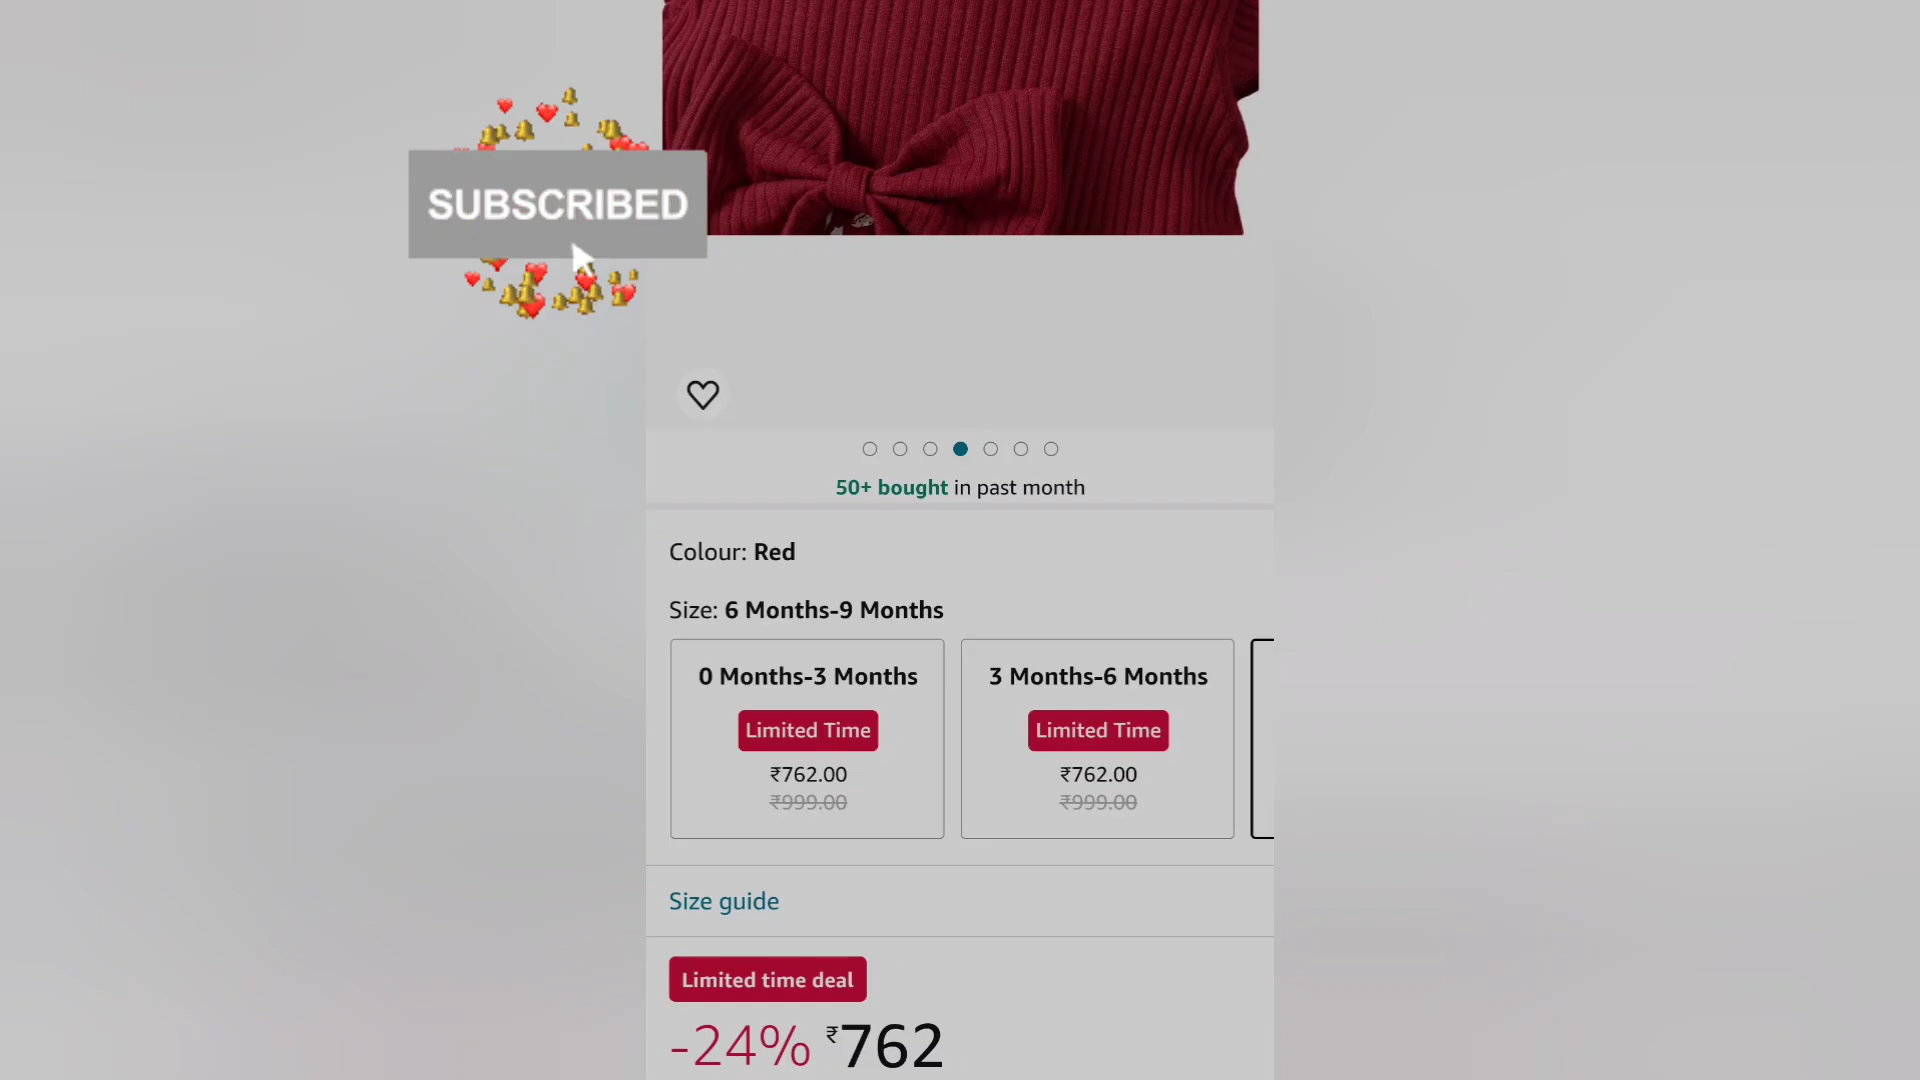 SUBSCRIBED
50+ bought in past month
Colour: Red
Size: 6 Months-9 Months
0 Months-3 Months
Limited Time
₹762.00
₹999.00
3 Months-6 Months
Limited Time
₹762.00
₹999.00
Size guide
Limited time deal
-24% ₹762